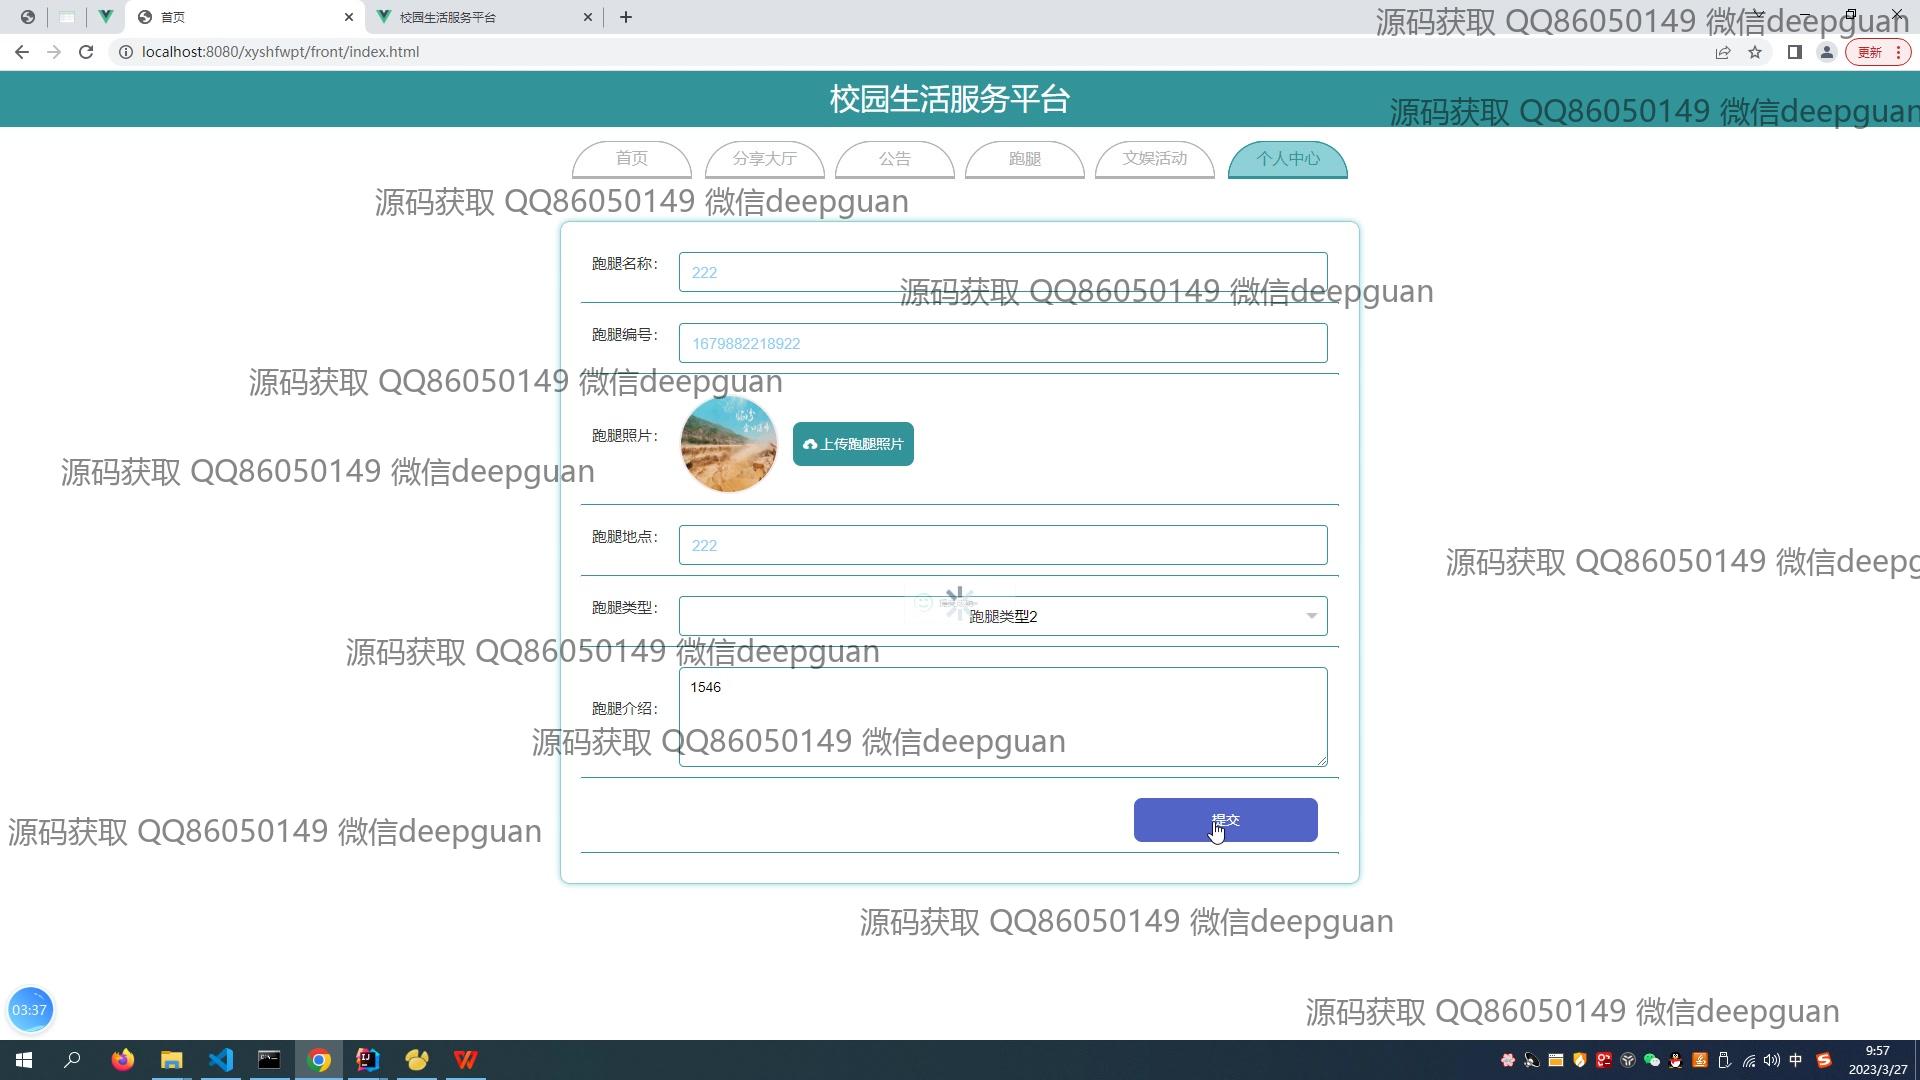 首页
校园生活服务平台
源码获取 QQ86050149 微信deepguan
localhost:8080/xyshfwpt/front/index.html
更新
校园生活服务平台
源码获取 QQ86050149 微信deepguan
首页 分享大厅 公告 跑腿 文娱活动 个人中心
源码获取 QQ86050149 微信deepguan
跑腿名称： 222
源码获取 QQ86050149 微信deepguan
跑腿编号： 1679882218922
源码获取 QQ86050149 微信deepguan
跑腿照片： 上传跑腿照片
源码获取 QQ86050149 微信deepguan
跑腿地点： 222
源码获取 QQ86050149 微信deepg
跑腿类型： 跑腿类型2
源码获取 QQ86050149 微信deepguan
1546
跑腿介绍：
源码获取 QQ86050149 微信deepguan
提交
源码获取 QQ86050149 微信deepguan
源码获取 QQ86050149 微信deepguan
03:37
源码获取 QQ86050149 微信deepguan
中
9:57
2023/3/27